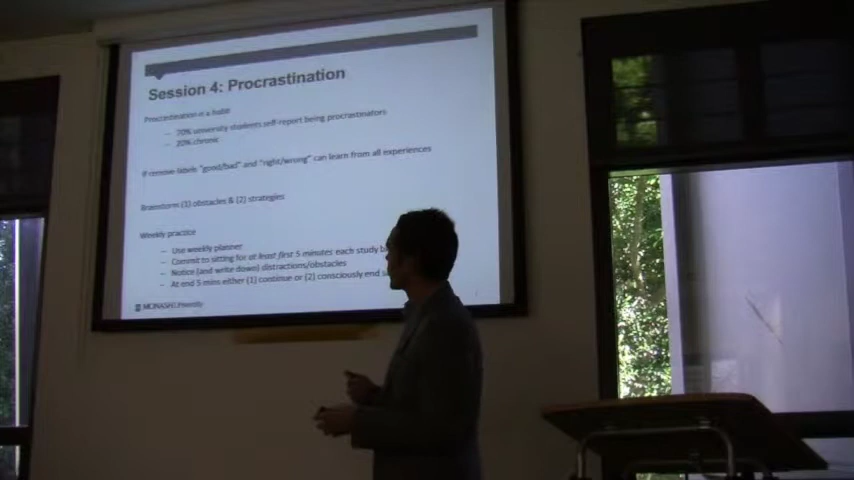 Session 4: Procrastination
Procrastination is a habit
– 70% university students self-report being procrastinators
– 20% chronic
If remove labels "good/bad" and "right/wrong" can learn from all experiences
Brainstorm (1) obstacles & (2) strategies
Weekly practice
– Use weekly planner
– Commit to sitting for at least first 5 minutes each study
– Notice (and write down) distractions/obstacles
– At end 5 mins either (1) continue or (2) consciously end
MONASH University